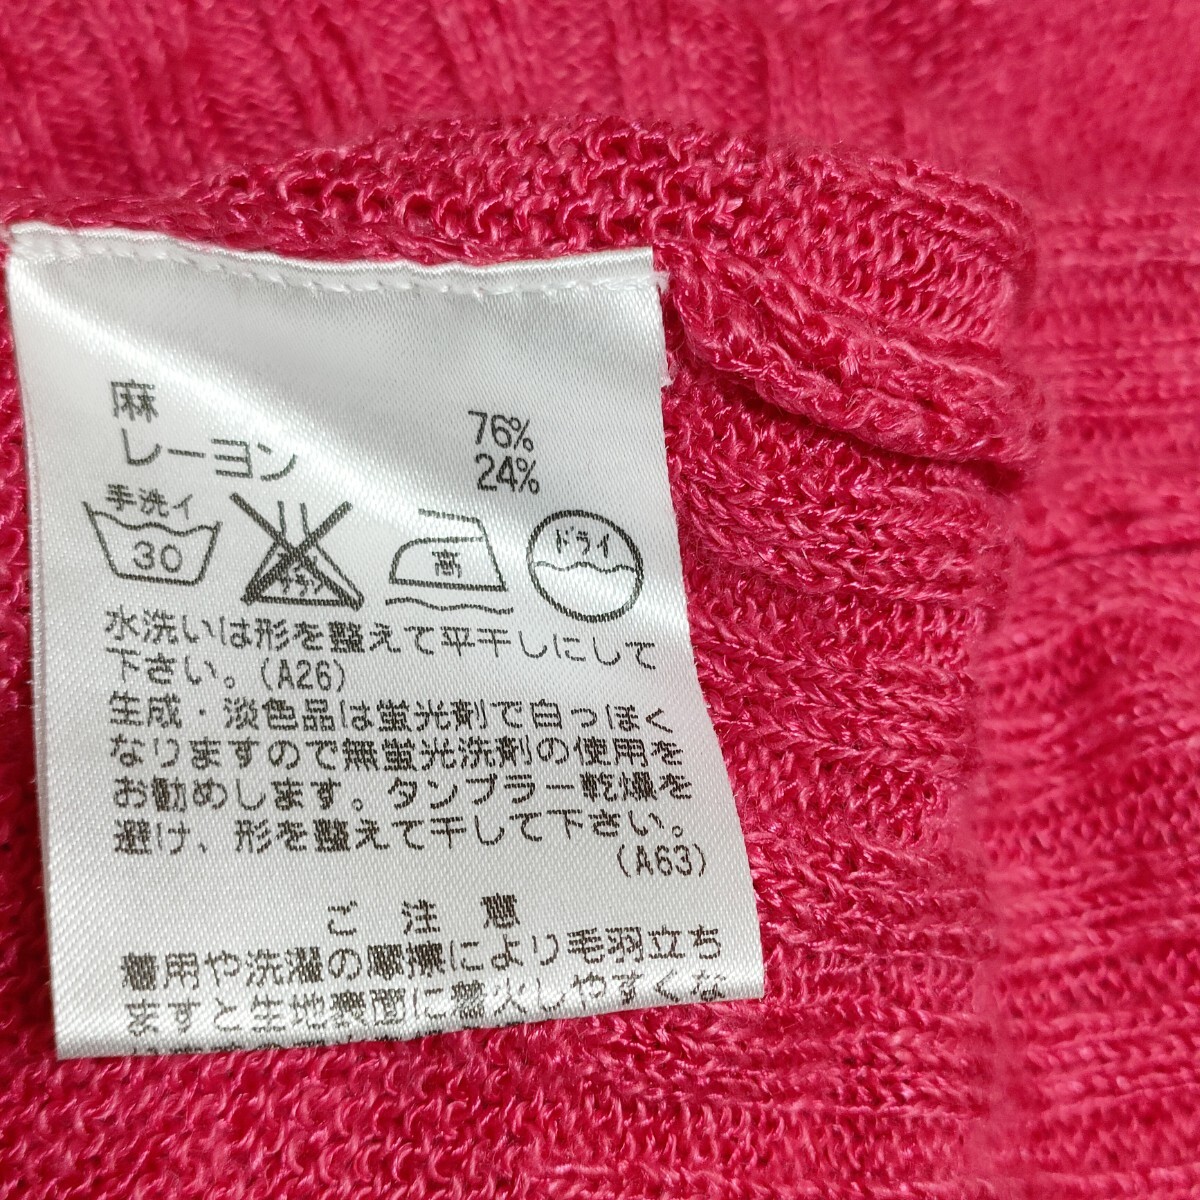 麻 76%
レーヨン 24%
手洗イ
30
エンソ
サラシ
高
ドライ
水洗いは形を整えて平干しにして
下さい。(A26)
生成・淡色品は蛍光剤で白っぽく
なりますので無蛍光洗剤の使用を
お勧めします。タンブラー乾燥を
避け、形を整えて干して下さい。
(A63)
ご注意
着用や洗濯の摩擦により毛羽立ち
ますと生地表面に着火しやすくな